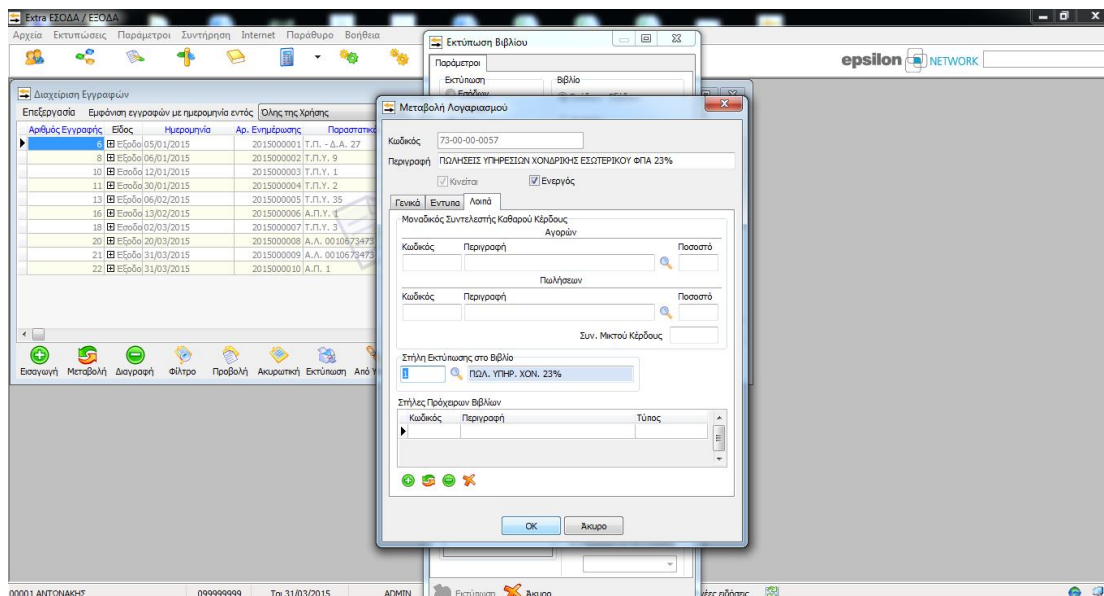 Extra ΕΣΟΔΑ / ΕΞΟΔΑ
Αρχεία Εκτυπώσεις Παράμετροι Συντήρηση Internet Παράθυρο Βοήθεια
epsilon NETWORK
Εκτύπωση Βιβλίου
Παράμετροι
Εκτύπωση Βιβλίο
Διαχείριση Εγγραφών
Επεξεργασία Εμφάνιση εγγραφών με ημερομηνία εντός Όλης της Χρήσης
Αριθμός Εγγραφής Είδος Ημερομηνία Αρ. Ενημέρωσης
6 Έξοδο 05/01/2015 2015000001 Τ.Π. - Δ.Α. 27
8 Έξοδο 06/01/2015 2015000002 Τ.Π.Υ. 9
10 Έσοδο 12/01/2015 2015000003 Τ.Π.Υ. 1
11 Έσοδο 30/01/2015 2015000004 Τ.Π.Υ. 2
13 Έξοδο 06/02/2015 2015000005 Τ.Π.Υ. 35
16 Έσοδο 13/02/2015 2015000006 Α.Π.Υ. 1
18 Έσοδο 02/03/2015 2015000007 Τ.Π.Υ. 3
20 Έξοδο 20/03/2015 2015000008 Α.Λ. 0010673473
21 Έξοδο 31/03/2015 2015000009 Α.Λ. 0010673473
22 Έξοδο 31/03/2015 2015000010 Α.Π. 1
Εισαγωγή Μεταβολή Διαγραφή Φίλτρο Προβολή Ακυρωτική Εκτύπωση Από
Μεταβολή Λογαριασμού
Κωδικός 73-00-00-0057
Περιγραφή ΠΩΛΗΣΕΙΣ ΥΠΗΡΕΣΙΩΝ ΧΟΝΔΡΙΚΗΣ ΕΣΩΤΕΡΙΚΟΥ ΦΠΑ 23%
Κινείται Ενεργός
Γενικά Έντυπα Λοιπά
Μοναδικός Συντελεστής Καθαρού Κέρδους
Αγορών
Κωδικός Περιγραφή Ποσοστό
Πωλήσεων
Κωδικός Περιγραφή Ποσοστό
Συν. Μικτού Κέρδους
Στήλη Εκτύπωσης στο Βιβλίο
1 ΠΩΛ. ΥΠΗΡ. ΧΟΝ. 23%
Στήλες Πρόχειρων Βιβλίων
Κωδικός Περιγραφή Τύπος
OK Άκυρο
Εκτύπωση Άκυρο
00001 ΑΝΤΩΝΑΚΗΣ 099999999 Τρι 31/03/2015 ADMIN νέες ειδήσεις